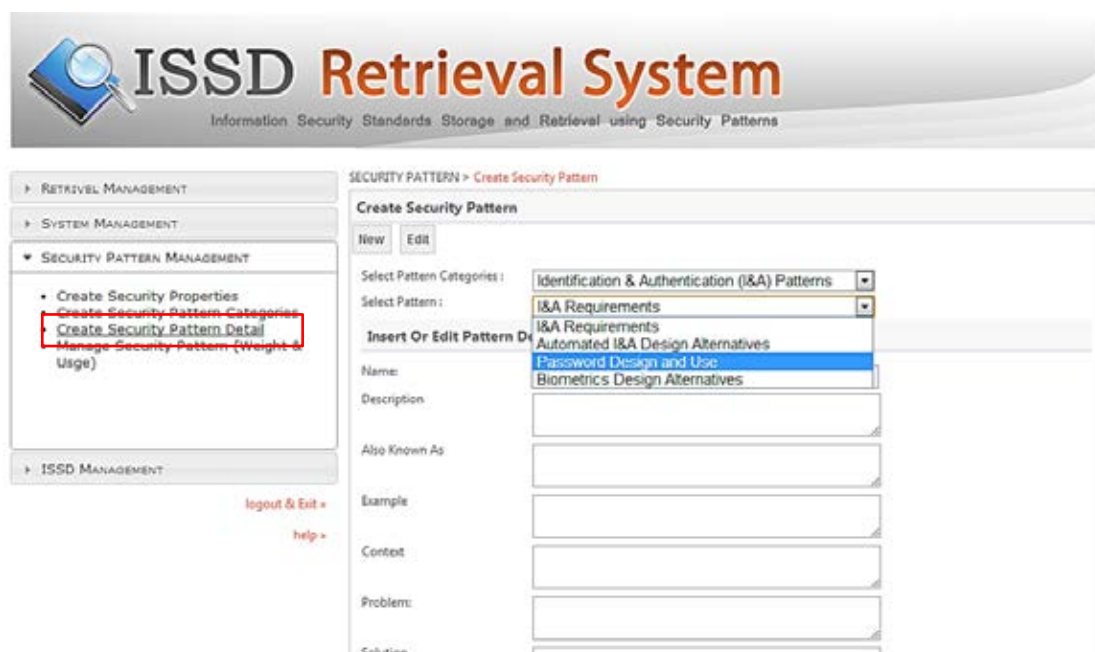 ISSD Retrieval System
Information Security Standards Storage and Retrieval using Security Patterns
RETRIVEL MANAGEMENT
SYSTEM MANAGEMENT
SECURITY PATTERN MANAGEMENT
Create Security Properties
Create Security Pattern Categories
Create Security Pattern Detail
Manage Security Pattern (Weight &
Usge)
ISSD MANAGEMENT
logout & Exit »
help »
SECURITY PATTERN > Create Security Pattern
Create Security Pattern
New Edit
Select Pattern Categories :
Identification & Authentication (I&A) Patterns
Select Pattern :
I&A Requirements
I&A Requirements
Automated I&A Design Alternatives
Password Design and Use
Biometrics Design Alternatives
Insert Or Edit Pattern
Name:
Description
Also Known As
Example
Context
Problem:
Solution